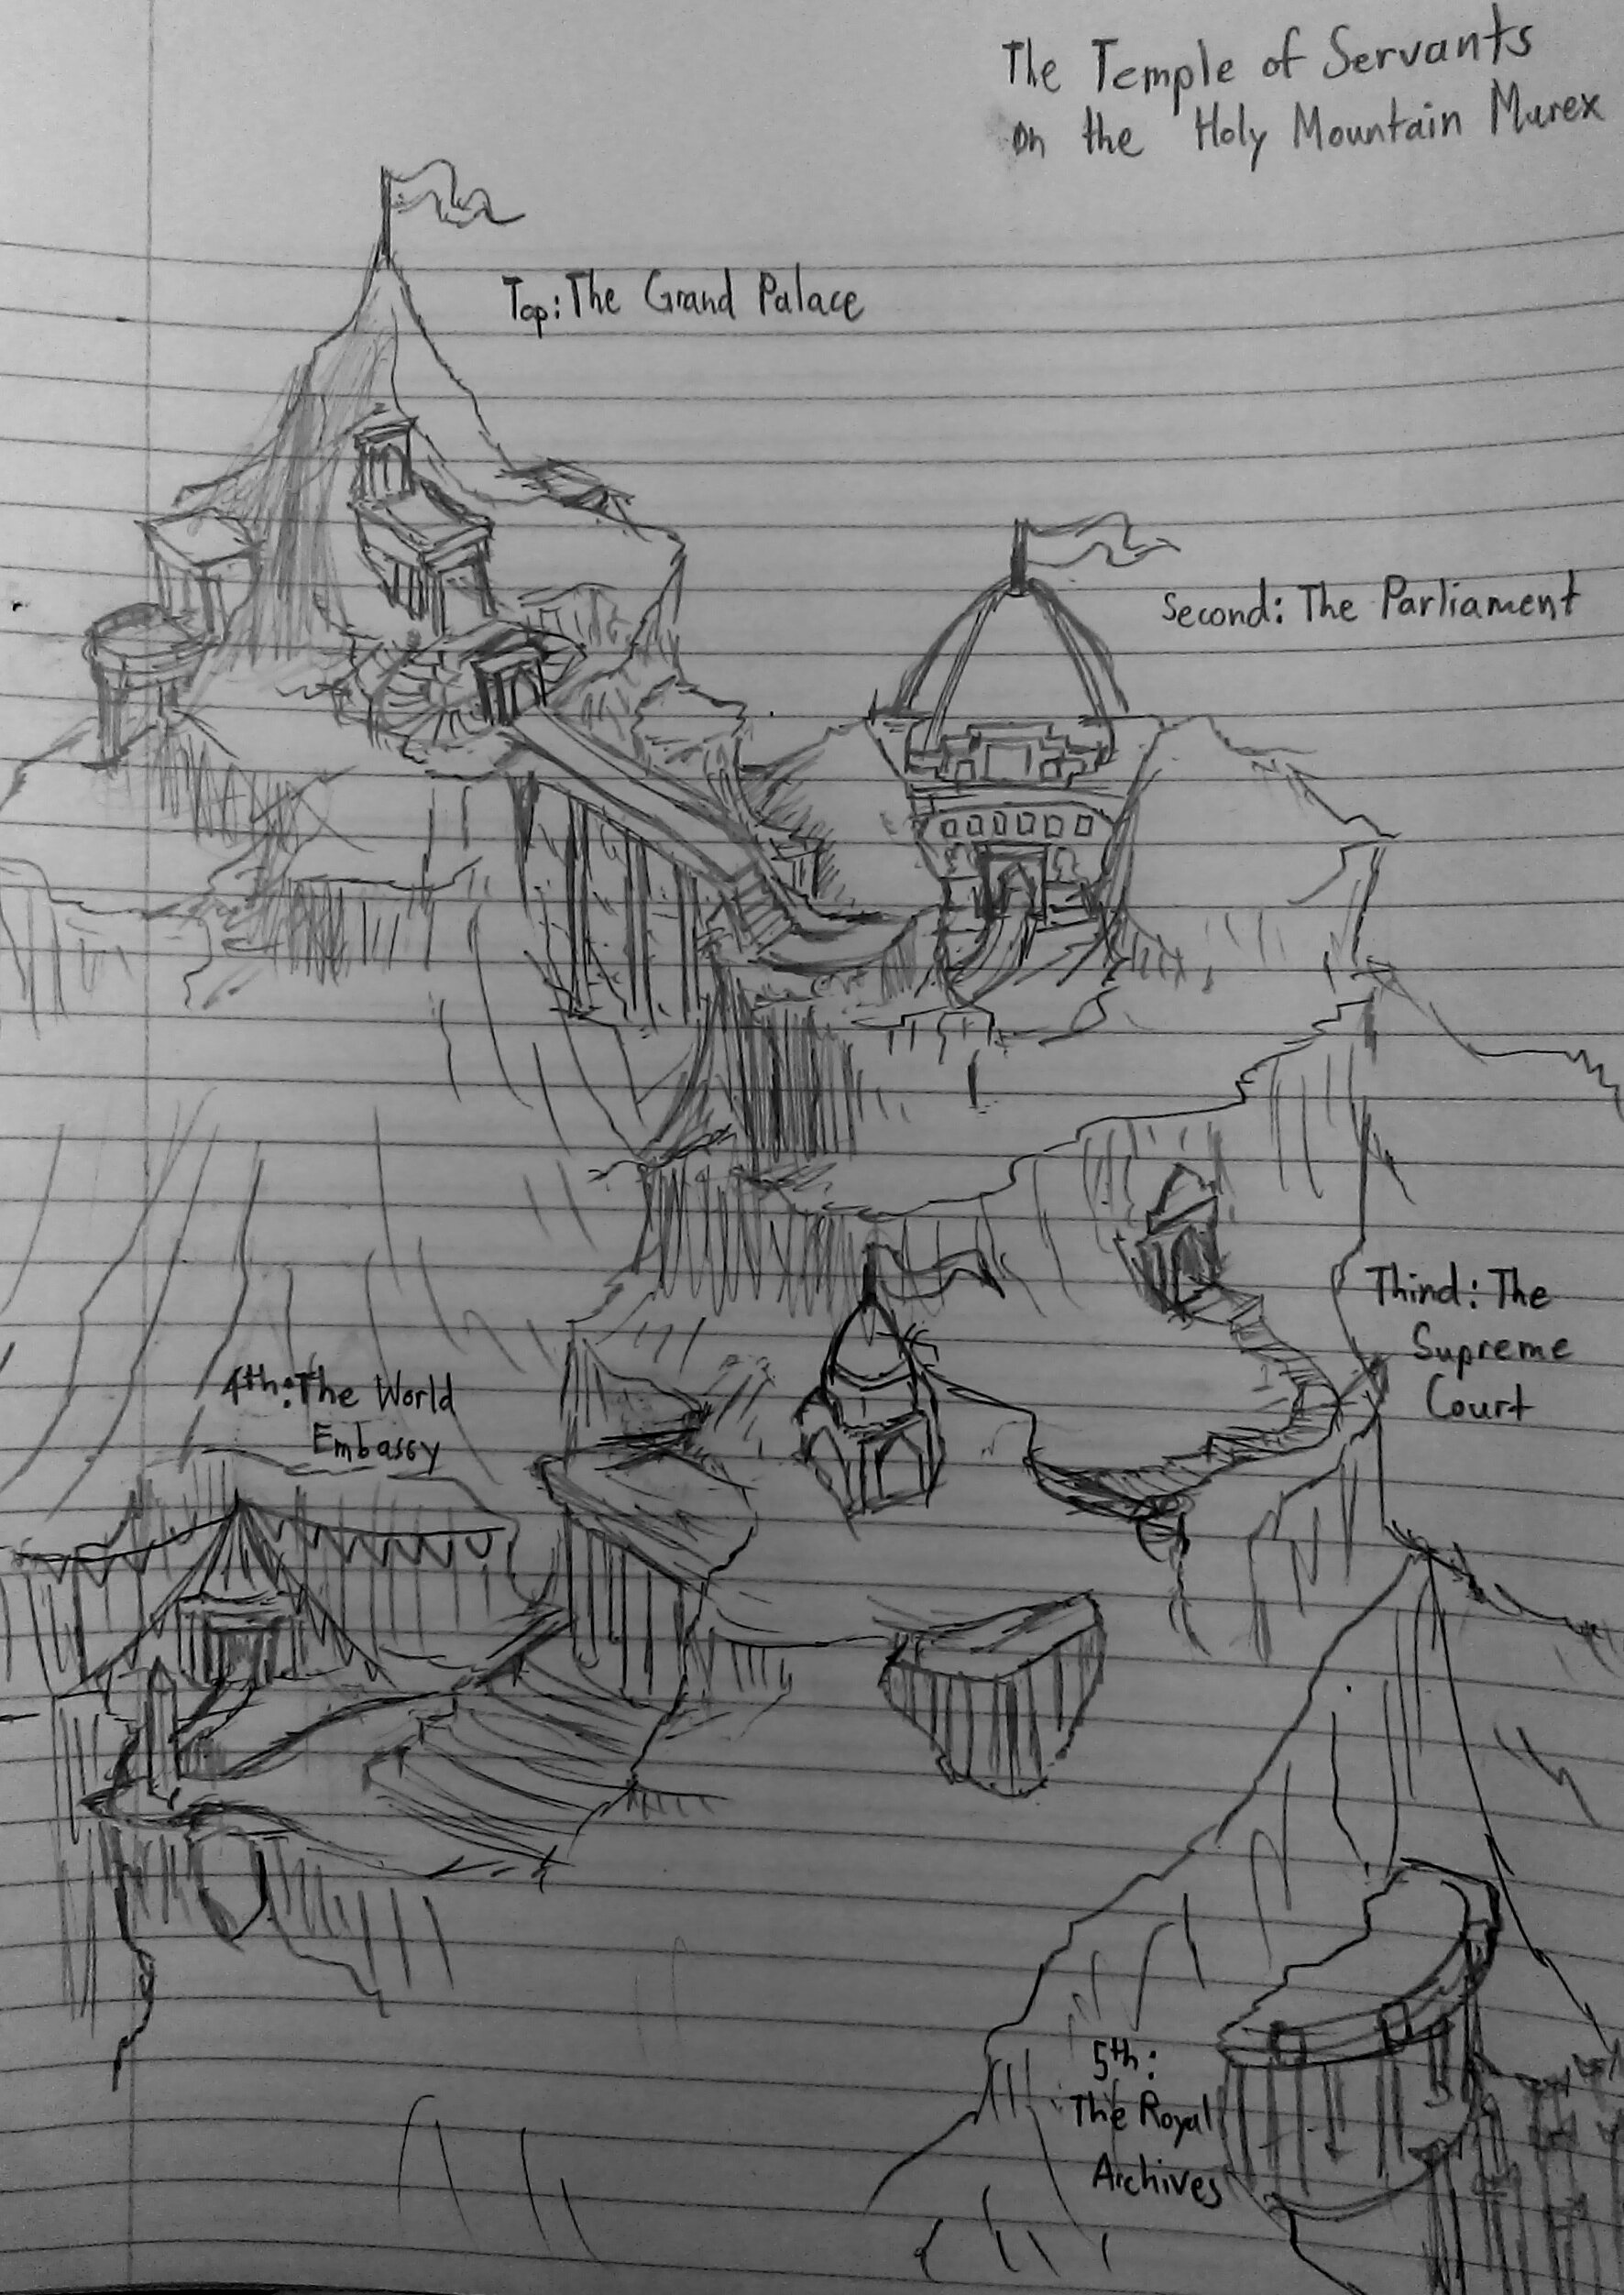 The Temple of Servants
on the Holy Mountain Murex
Top: The Grand Palace
Second: The Parliament
Third: The
Supreme
Court
4th: The World
Embassy
5th:
The Royal
Archives